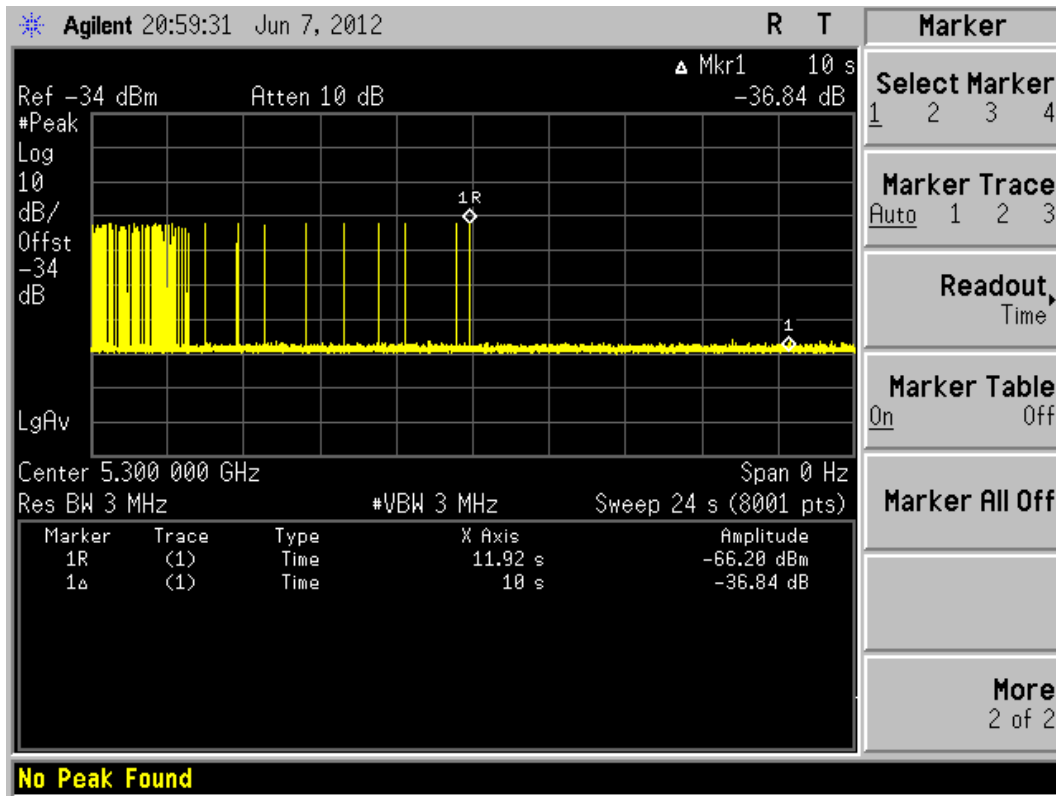 Agilent 20:59:31 Jun 7, 2012 R T
Δ Mkr1 10 s
Ref -34 dBm Atten 10 dB -36.84 dB
#Peak
Log
10
dB/
Offst
-34
dB
1R
1
LgAv
Center 5.300 000 GHz Span 0 Hz
Res BW 3 MHz #VBW 3 MHz Sweep 24 s (8001 pts)
Marker Trace Type X Axis Amplitude
1R (1) Time 11.92 s -66.20 dBm
1Δ (1) Time 10 s -36.84 dB
No Peak Found
Marker
Select Marker
1 2 3 4
Marker Trace
Auto 1 2 3
Readout
Time
Marker Table
On Off
Marker All Off
More
2 of 2